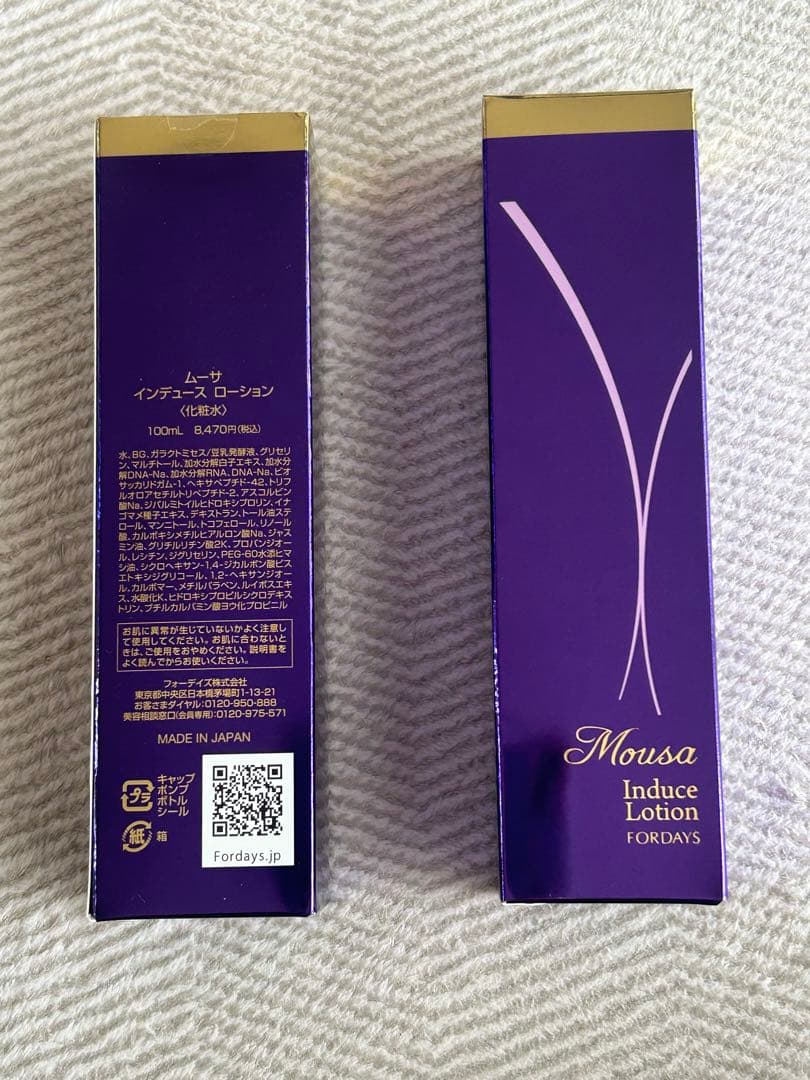 ムーサ
インデュース ローション
〈化粧水〉
100mL 8,470円(税込)
水、BG、ガラクトミセス/豆乳発酵液、グリセリ
ン、マルチトール、加水分解白子エキス、加水分
解DNA-Na、加水分解RNA、DNA-Na、ビオ
サッカリドガム-1、ヘキサペプチド-42、トリフ
ルオロアセチルトリペプチド-2、アスコルビン
酸Na、ジパルミトイルヒドロキシプロリン、イナ
ゴマメ種子エキス、デキストラン、トール油ステ
ロール、マンニトール、トコフェロール、リノール
酸、カルボキシメチルヒアルロン酸Na、ジャス
ミン油、グリチルリチン酸2K、プロパンジオー
ル、レシチン、ジグリセリン、PEG-60水添ヒマ
シ油、シクロヘキサン-1,4-ジカルボン酸ビス
エトキシジグリコール、1,2-ヘキサンジオー
ル、カルボマー、メチルパラベン、ルイボスエキ
ス、水酸化K、ヒドロキシプロピルシクロデキス
トリン、ブチルカルバミン酸ヨウ化プロピニル
お肌に異常が生じていないかよく注意し
て使用してください。お肌に合わないと
きは、ご使用をおやめください。説明書を
よく読んでからお使いください。
フォーデイズ株式会社
東京都中央区日本橋茅場町1-13-21
お客さまダイヤル:0120-950-888
美容相談窓口(会員専用):0120-975-571
MADE IN JAPAN
プラ
キャップ
ポンプ
ボトル
シール
紙
箱
Fordays.jp
Mousa
Induce
Lotion
FORDAYS